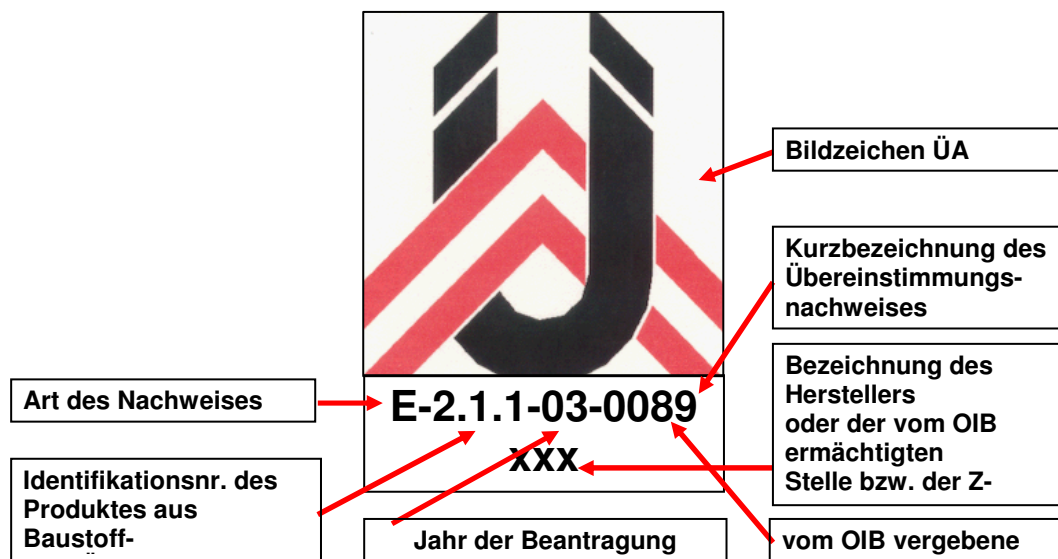 Bildzeichen ÜA
Kurzbezeichnung des
Übereinstimmungs-
nachweises
Bezeichnung des
Herstellers
oder der vom OIB
ermächtigten
Stelle bzw. der Z-
Art des Nachweises
E-2.1.1-03-0089
xxx
Identifikationsnr. des
Produktes aus
Baustoff-
Jahr der Beantragung
vom OIB vergebene